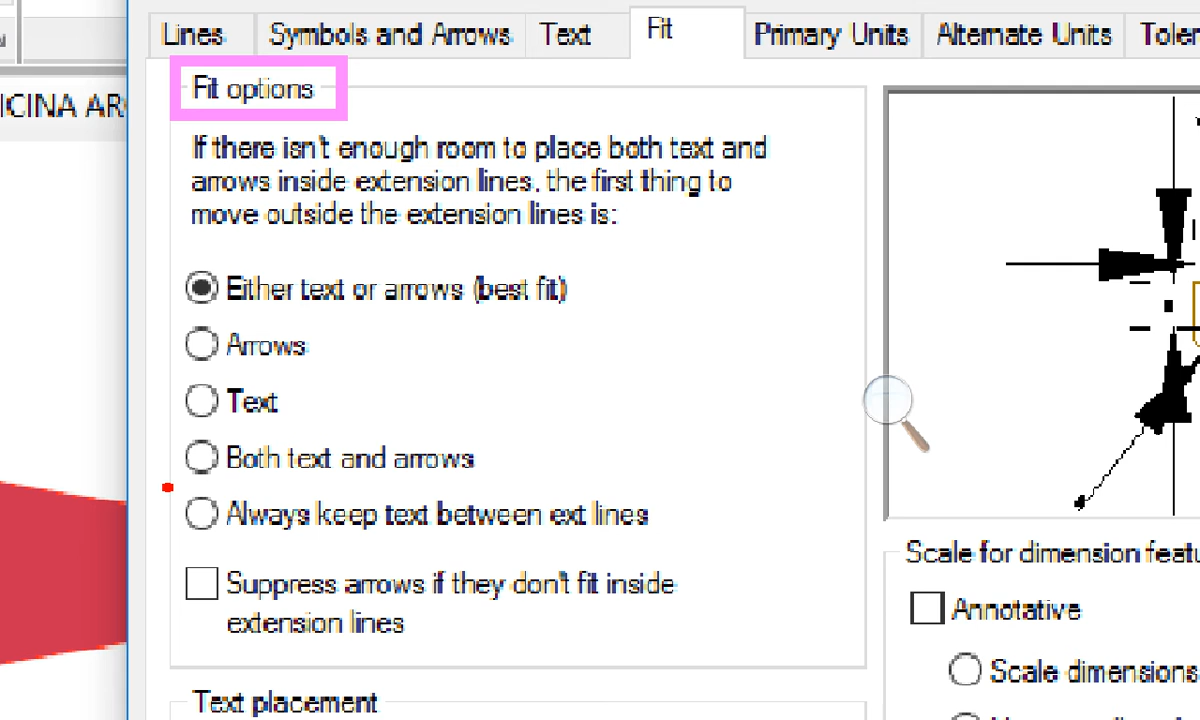 Lines Symbols and Arrows Text Fit Primary Units Alternate Units
Fit options
ICINA
If there isn't enough room to place both text and
arrows inside extension lines, the first thing to
move outside the extension lines is:
Either text or arrows (best fit)
Arrows
Text
Both text and arrows
Always keep text between ext lines
Suppress arrows if they don't fit inside
extension lines
Text placement
Scale for dimension
Annotative
Scale dimensions